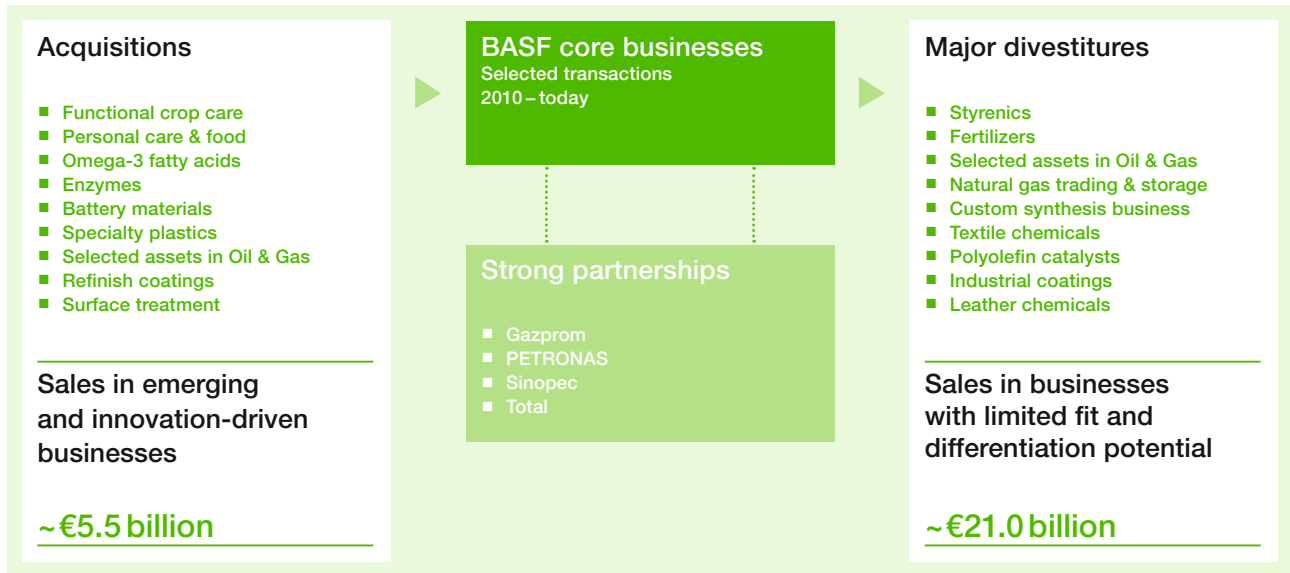 Acquisitions
■ Functional crop care
■ Personal care & food
■ Omega-3 fatty acids
■ Enzymes
■ Battery materials
■ Specialty plastics
■ Selected assets in Oil & Gas
■ Refinish coatings
■ Surface treatment
Sales in emerging
and innovation-driven
businesses
~€5.5 billion
BASF core businesses
Selected transactions
2010 – today
Strong partnerships
■ Gazprom
■ PETRONAS
■ Sinopec
■ Total
Major divestitures
■ Styrenics
■ Fertilizers
■ Selected assets in Oil & Gas
■ Natural gas trading & storage
■ Custom synthesis business
■ Textile chemicals
■ Polyolefin catalysts
■ Industrial coatings
■ Leather chemicals
Sales in businesses
with limited fit and
differentiation potential
~€21.0 billion